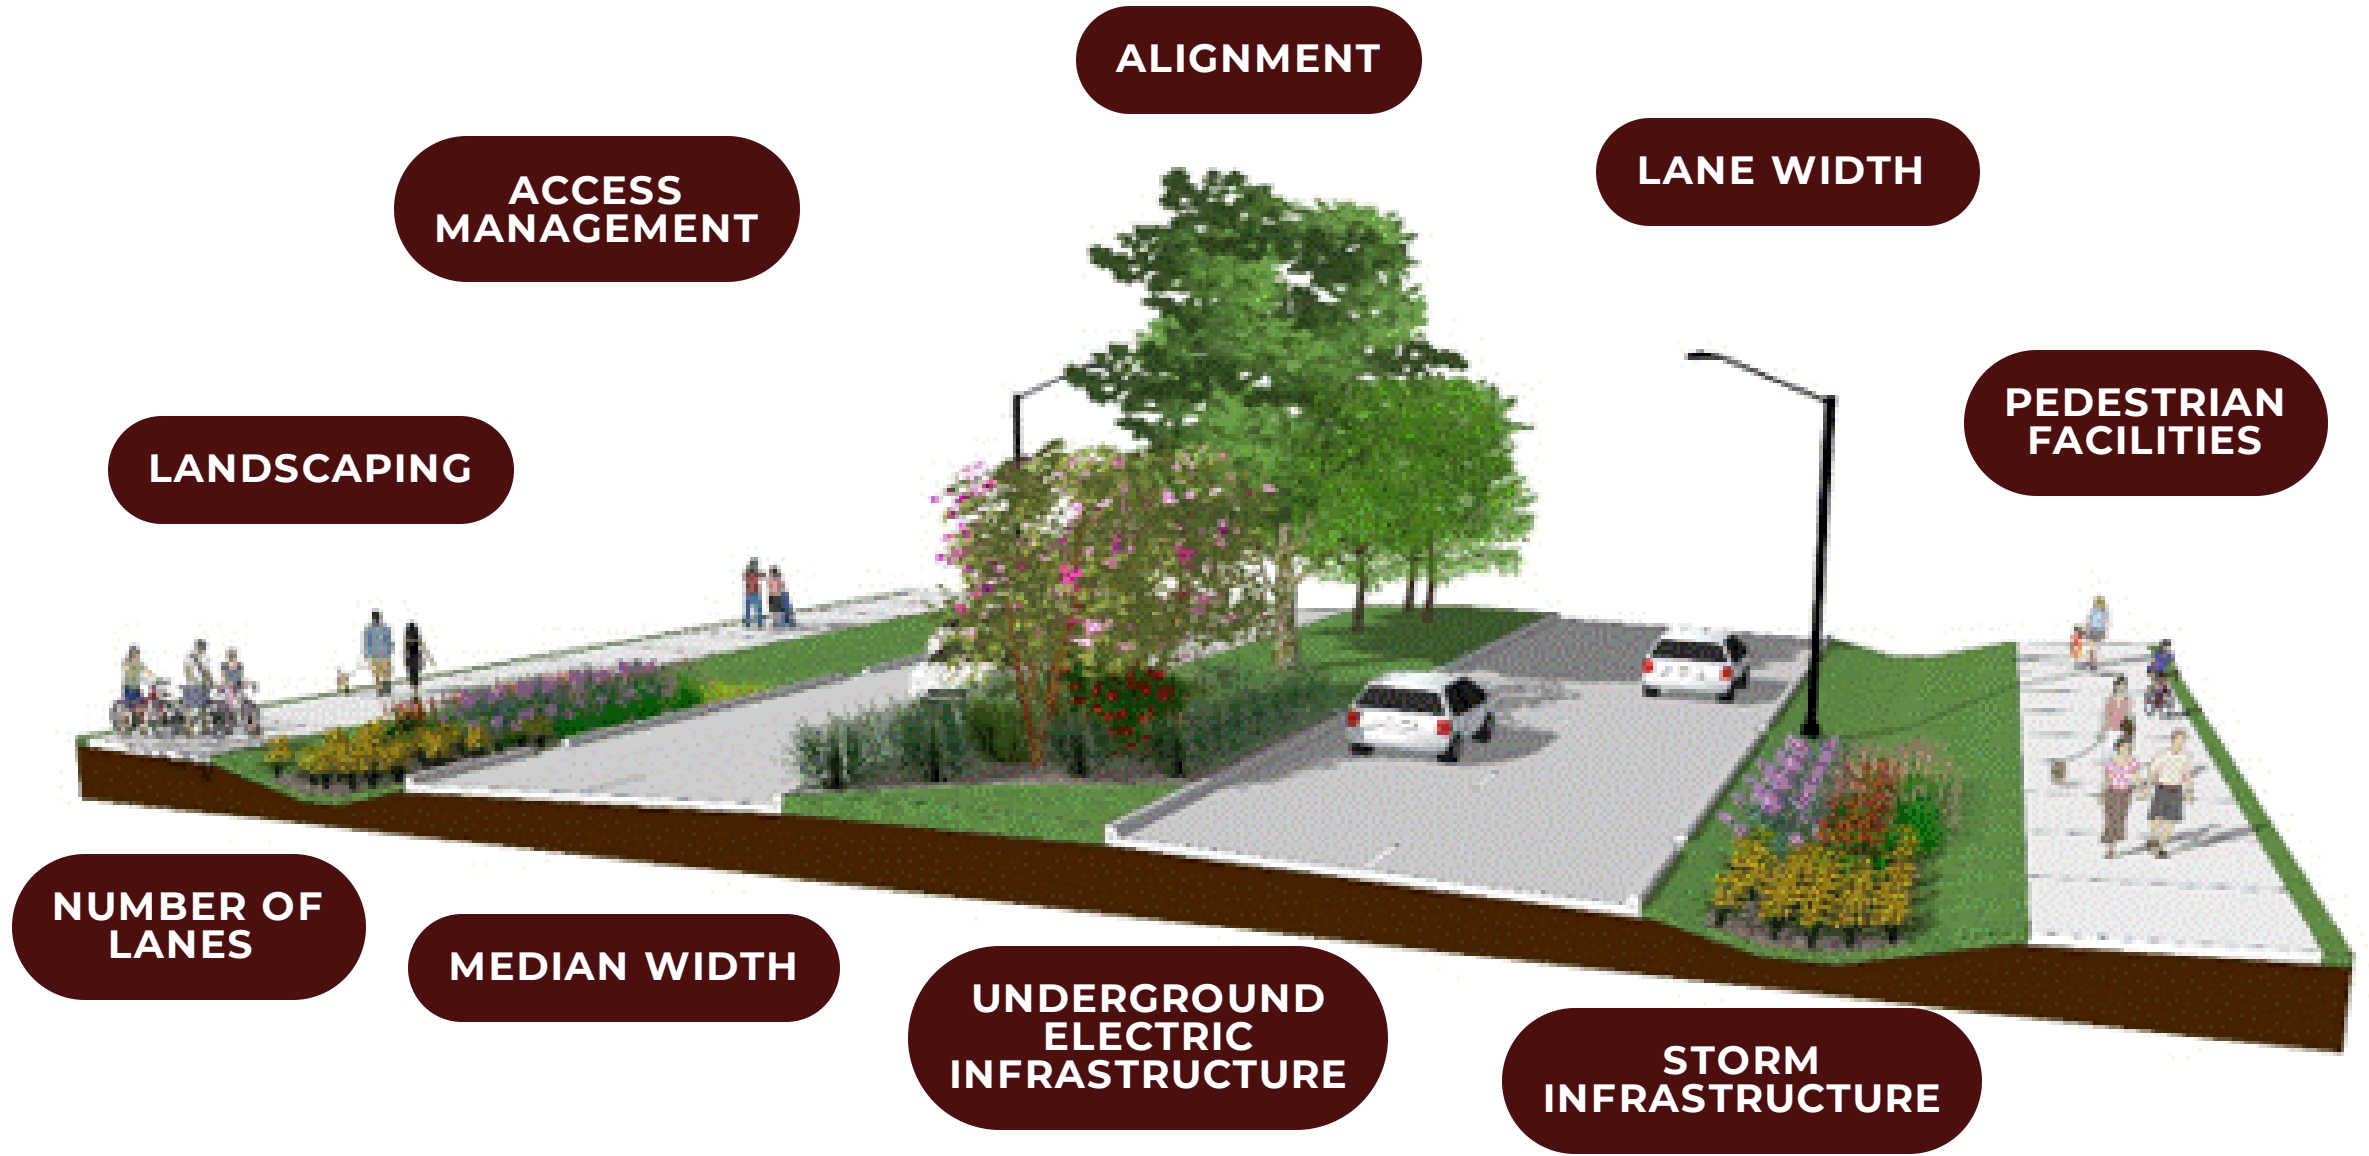 ALIGNMENT
ACCESS
MANAGEMENT
LANE WIDTH
LANDSCAPING
PEDESTRIAN
FACILITIES
NUMBER OF
LANES
MEDIAN WIDTH
UNDERGROUND
ELECTRIC
INFRASTRUCTURE
STORM
INFRASTRUCTURE